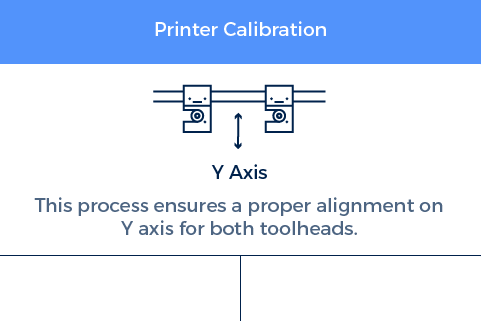 Printer Calibration
Y Axis
This process ensures a proper alignment on
Y axis for both toolheads.